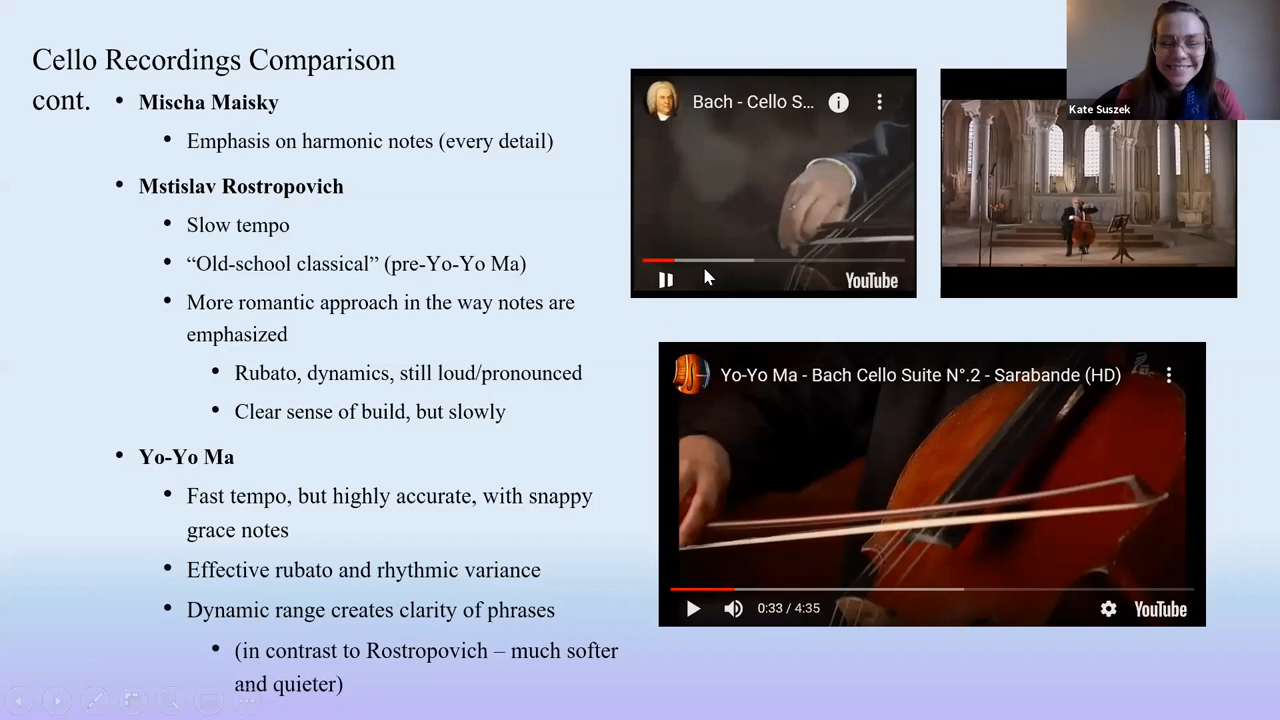 Cello Recordings Comparison
cont.
• Mischa Maisky
• Emphasis on harmonic notes (every detail)
• Mstislav Rostropovich
• Slow tempo
• “Old-school classical” (pre-Yo-Yo Ma)
• More romantic approach in the way notes are
emphasized
• Rubato, dynamics, still loud/pronounced
• Clear sense of build, but slowly
• Yo-Yo Ma
• Fast tempo, but highly accurate, with snappy
grace notes
• Effective rubato and rhythmic variance
• Dynamic range creates clarity of phrases
• (in contrast to Rostropovich – much softer
and quieter)
Bach - Cello S...
YouTube
Kate Suszek
Yo-Yo Ma - Bach Cello Suite N°.2 - Sarabande (HD)
0:33 / 4:35
YouTube